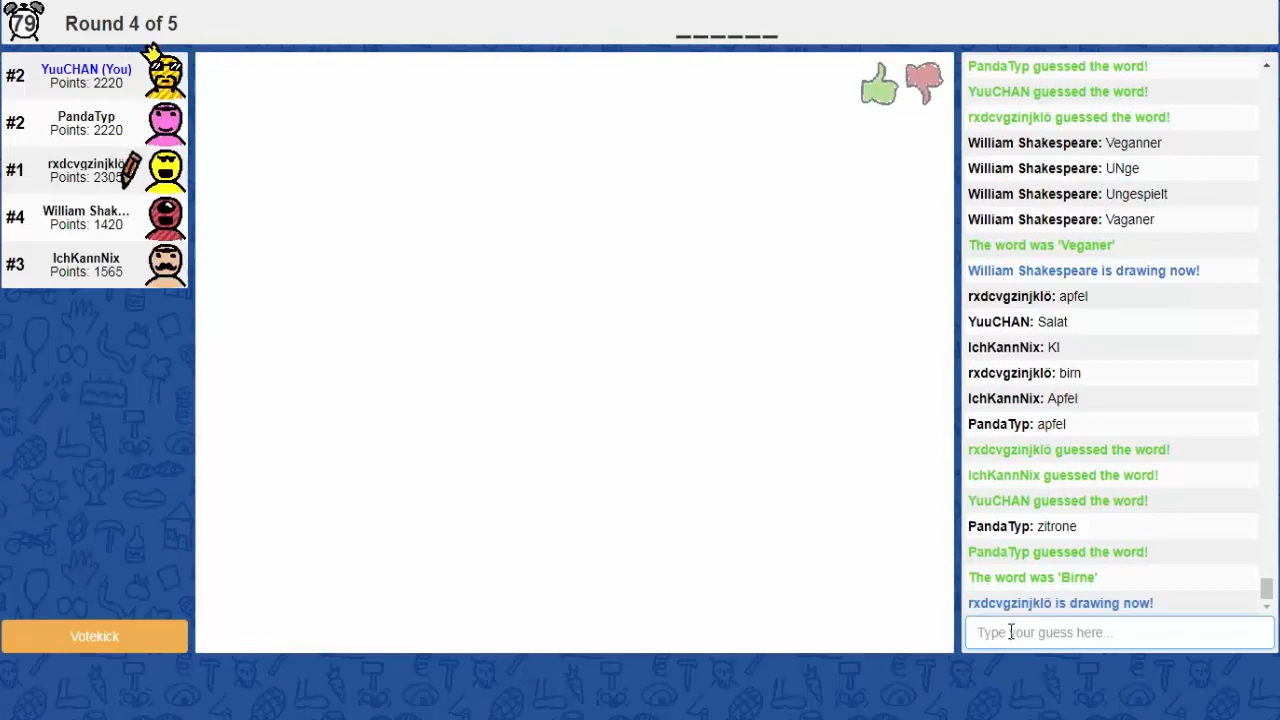 79
Round 4 of 5
______
#2
YuuCHAN (You)
Points: 2220
#2
PandaTyp
Points: 2220
#1
rxdcvgzinjklö
Points: 2305
#4
William Shak...
Points: 1420
#3
IchKannNix
Points: 1565
Votekick
PandaTyp guessed the word!
YuuCHAN guessed the word!
rxdcvgzinjklö guessed the word!
William Shakespeare: Veganner
William Shakespeare: UNge
William Shakespeare: Ungespielt
William Shakespeare: Vaganer
The word was 'Veganer'
William Shakespeare is drawing now!
rxdcvgzinjklö: apfel
YuuCHAN: Salat
IchKannNix: KI
rxdcvgzinjklö: birn
IchKannNix: Apfel
PandaTyp: apfel
rxdcvgzinjklö guessed the word!
IchKannNix guessed the word!
YuuCHAN guessed the word!
PandaTyp: zitrone
PandaTyp guessed the word!
The word was 'Birne'
rxdcvgzinjklö is drawing now!
Type your guess here...